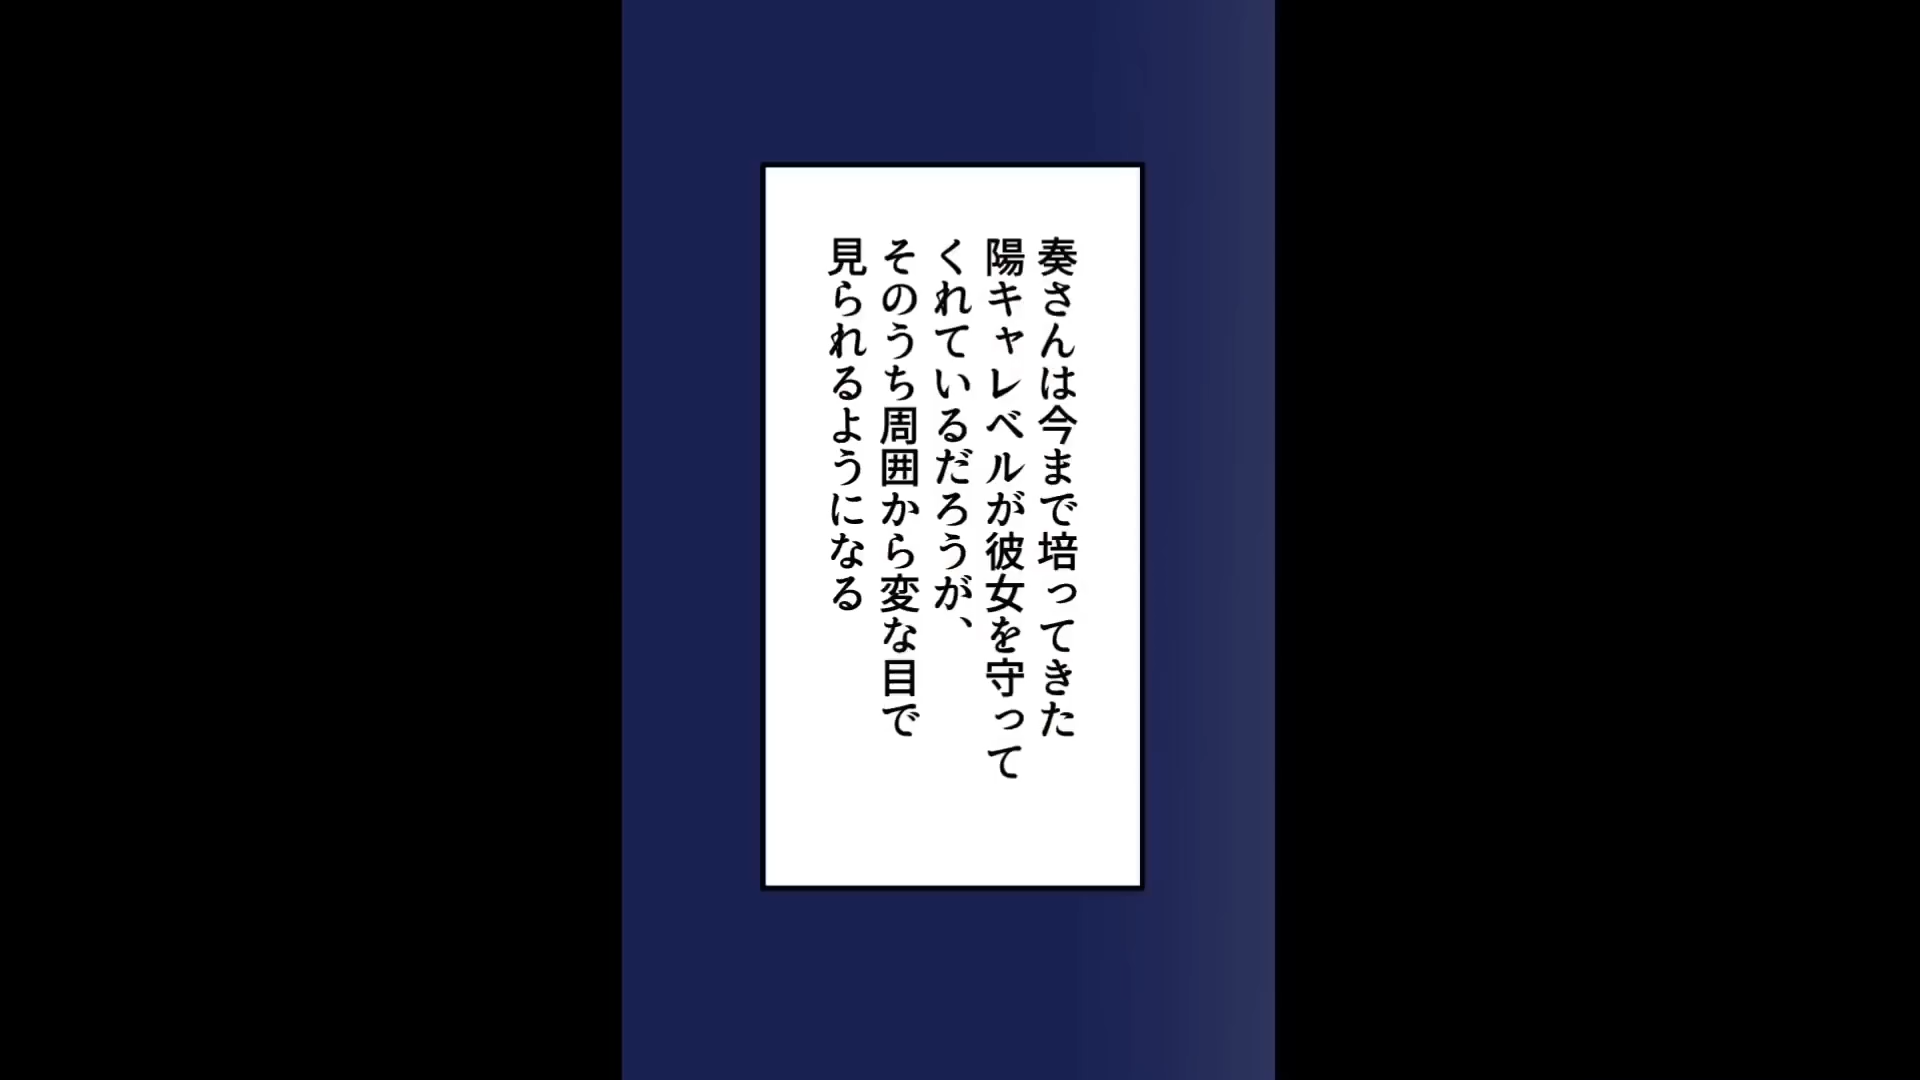 奏さんは今まで培ってきた
陽キャレベルが彼女を守って
くれているだろうが、
そのうち周囲から変な目で
見られるようになる